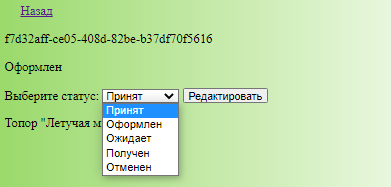 Назад
f7d32aff-ce05-408d-82be-b37df70f5616
Оформлен
Выберите статус: Принят Редактировать
Принят
Оформлен
Ожидает
Получен
Отменен
Топор "Летучая